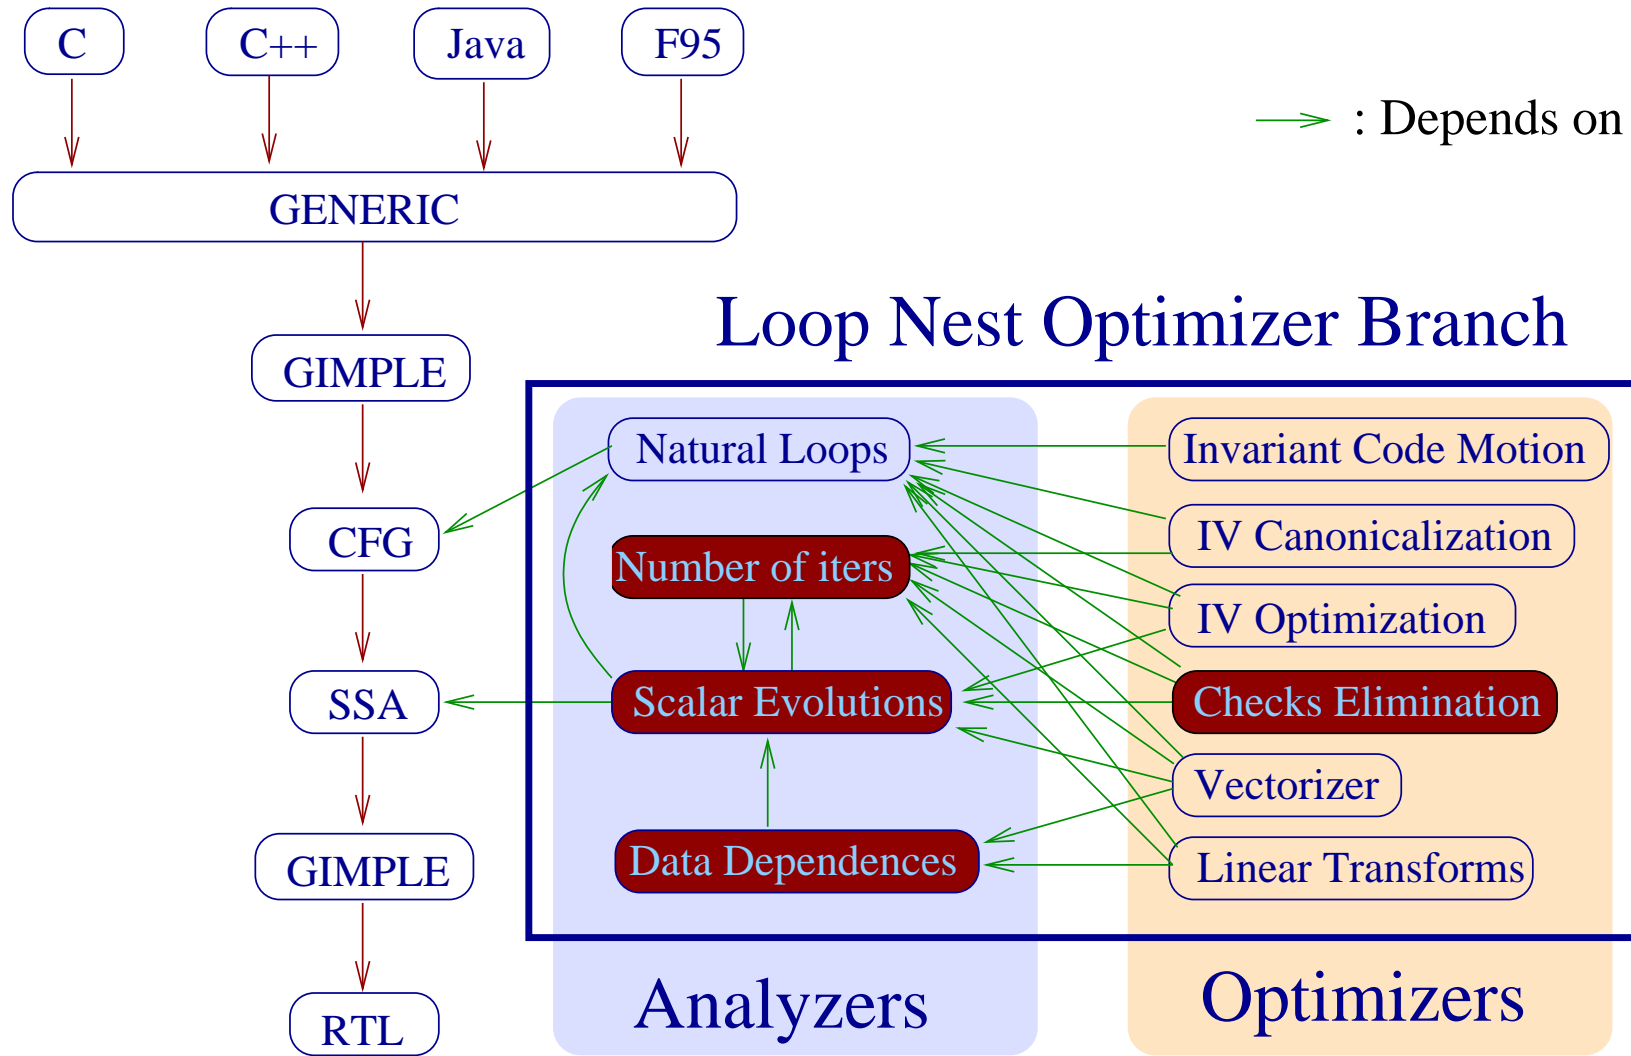 C
C++
Java
F95
: Depends on
GENERIC
Loop Nest Optimizer Branch
GIMPLE
CFG
SSA
GIMPLE
RTL
Natural Loops
Number of iters
Scalar Evolutions
Data Dependences
Analyzers
Invariant Code Motion
IV Canonicalization
IV Optimization
Checks Elimination
Vectorizer
Linear Transforms
Optimizers